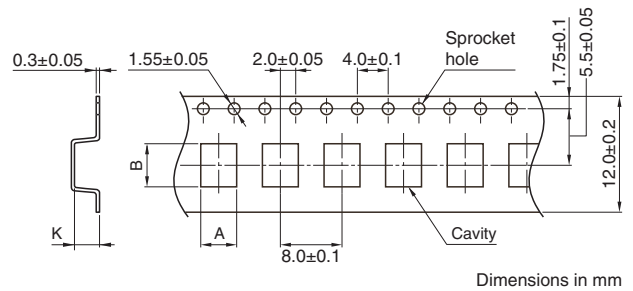 0.3±0.05
1.55±0.05
2.0±0.05
4.0±0.1
Sprocket
hole
1.75±0.1
5.5±0.05
12.0±0.2
B
K
A
8.0±0.1
Cavity
Dimensions in mm